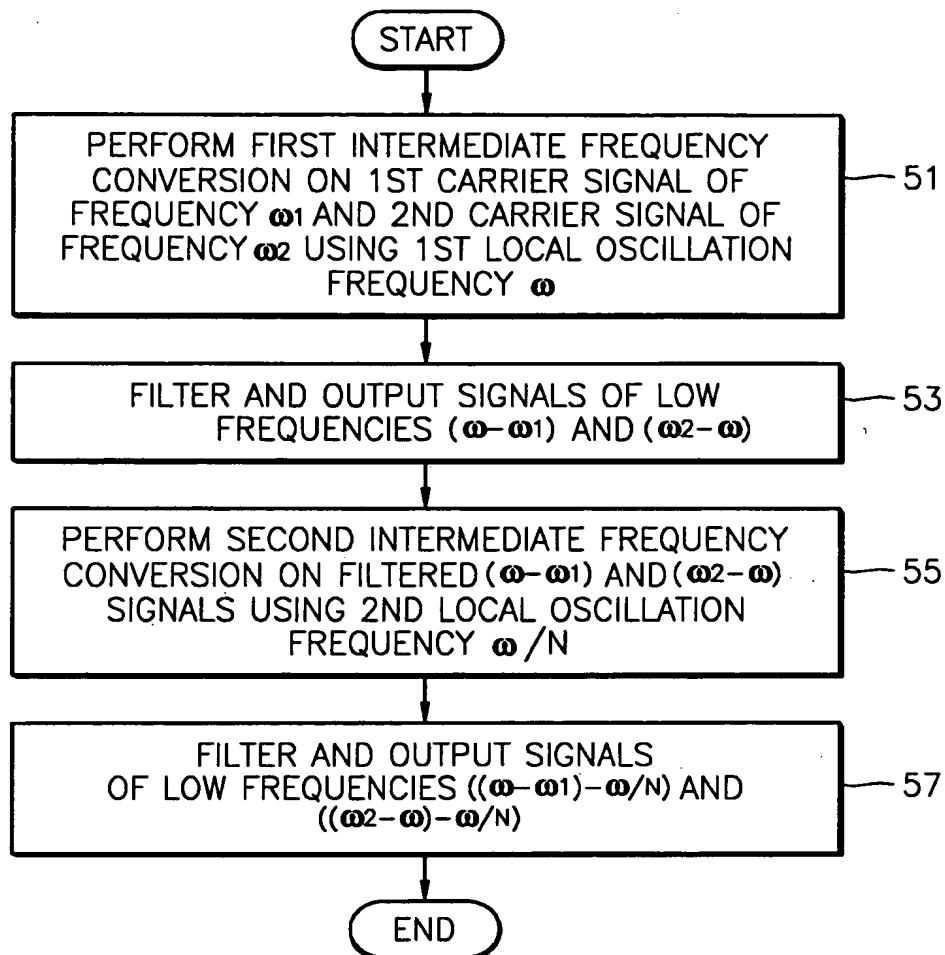 START
PERFORM FIRST INTERMEDIATE FREQUENCY
CONVERSION ON 1ST CARRIER SIGNAL OF
FREQUENCY ω1 AND 2ND CARRIER SIGNAL OF
FREQUENCY ω2 USING 1ST LOCAL OSCILLATION
FREQUENCY ω
51
FILTER AND OUTPUT SIGNALS OF LOW
FREQUENCIES (ω-ω1) AND (ω2-ω)
53
PERFORM SECOND INTERMEDIATE FREQUENCY
CONVERSION ON FILTERED (ω-ω1) AND (ω2-ω)
SIGNALS USING 2ND LOCAL OSCILLATION
FREQUENCY ω/N
55
FILTER AND OUTPUT SIGNALS
OF LOW FREQUENCIES ((ω-ω1)-ω/N) AND
((ω2-ω)-ω/N)
57
END